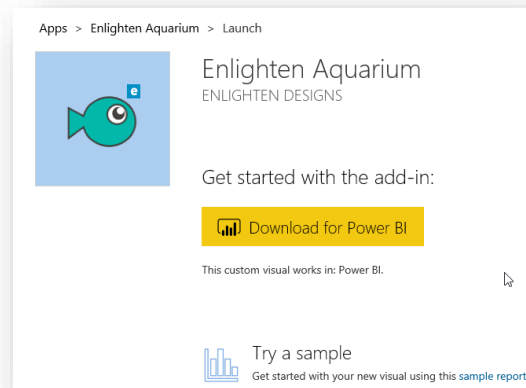 Apps > Enlighten Aquarium > Launch
e
Enlighten Aquarium
ENLIGHTEN DESIGNS
Get started with the add-in:
Download for Power BI
This custom visual works in: Power BI.
Try a sample
Get started with your new visual using this sample report